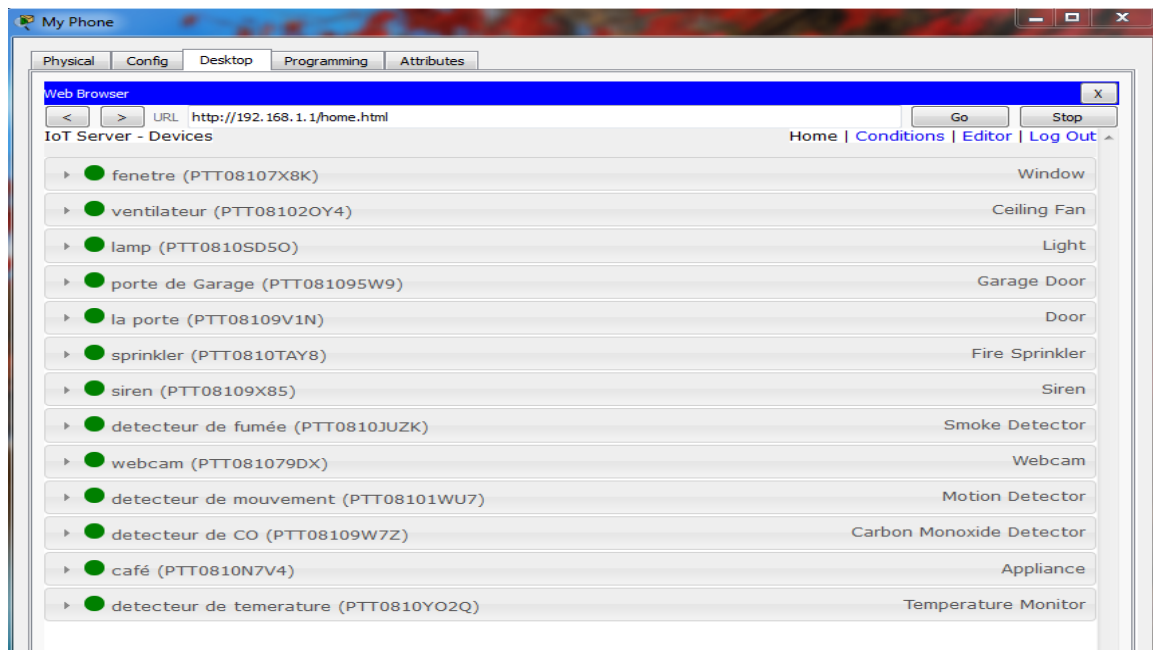 My Phone
Physical Config Desktop Programming Attributes
Web Browser X
< > URL http://192.168.1.1/home.html Go Stop
IoT Server - Devices Home | Conditions | Editor | Log Out
fenetre (PTT08107X8K) Window
ventilateur (PTT08102OY4) Ceiling Fan
lamp (PTT0810SD5O) Light
porte de Garage (PTT081095W9) Garage Door
la porte (PTT08109V1N) Door
sprinkler (PTT0810TAY8) Fire Sprinkler
siren (PTT08109X85) Siren
detecteur de fumée (PTT0810JUZK) Smoke Detector
webcam (PTT081079DX) Webcam
detecteur de mouvement (PTT08101WU7) Motion Detector
detecteur de CO (PTT08109W7Z) Carbon Monoxide Detector
café (PTT0810N7V4) Appliance
detecteur de temerature (PTT0810YO2Q) Temperature Monitor